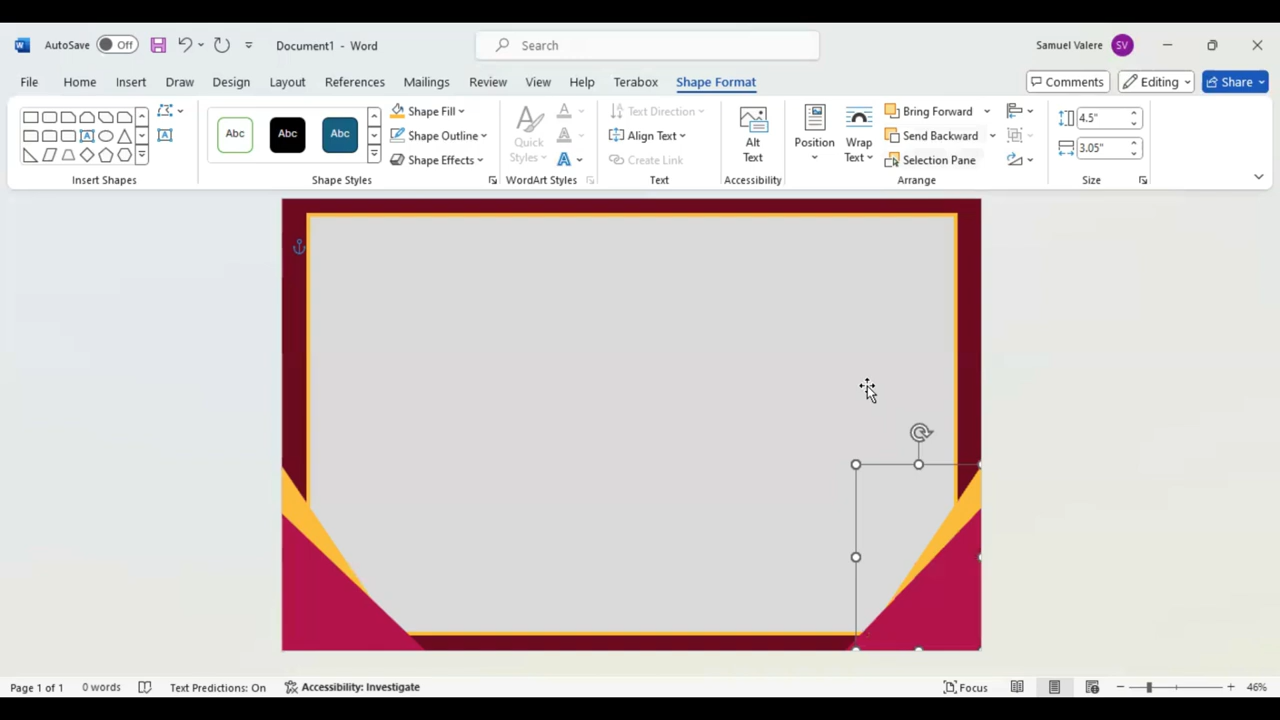 AutoSave Off Document1 - Word Search Samuel Valere SV
File Home Insert Draw Design Layout References Mailings Review View Help Terabox Shape Format Comments Editing Share
Abc Abc Abc
Shape Fill
Shape Outline
Shape Effects
Quick
Styles
Text Direction
Align Text
Create Link
Alt
Text
Position
Wrap
Text
Bring Forward
Send Backward
Selection Pane
4.5"
3.05"
Insert Shapes Shape Styles WordArt Styles Text Accessibility Arrange Size
Page 1 of 1 0 words Text Predictions: On Accessibility: Investigate Focus 46%